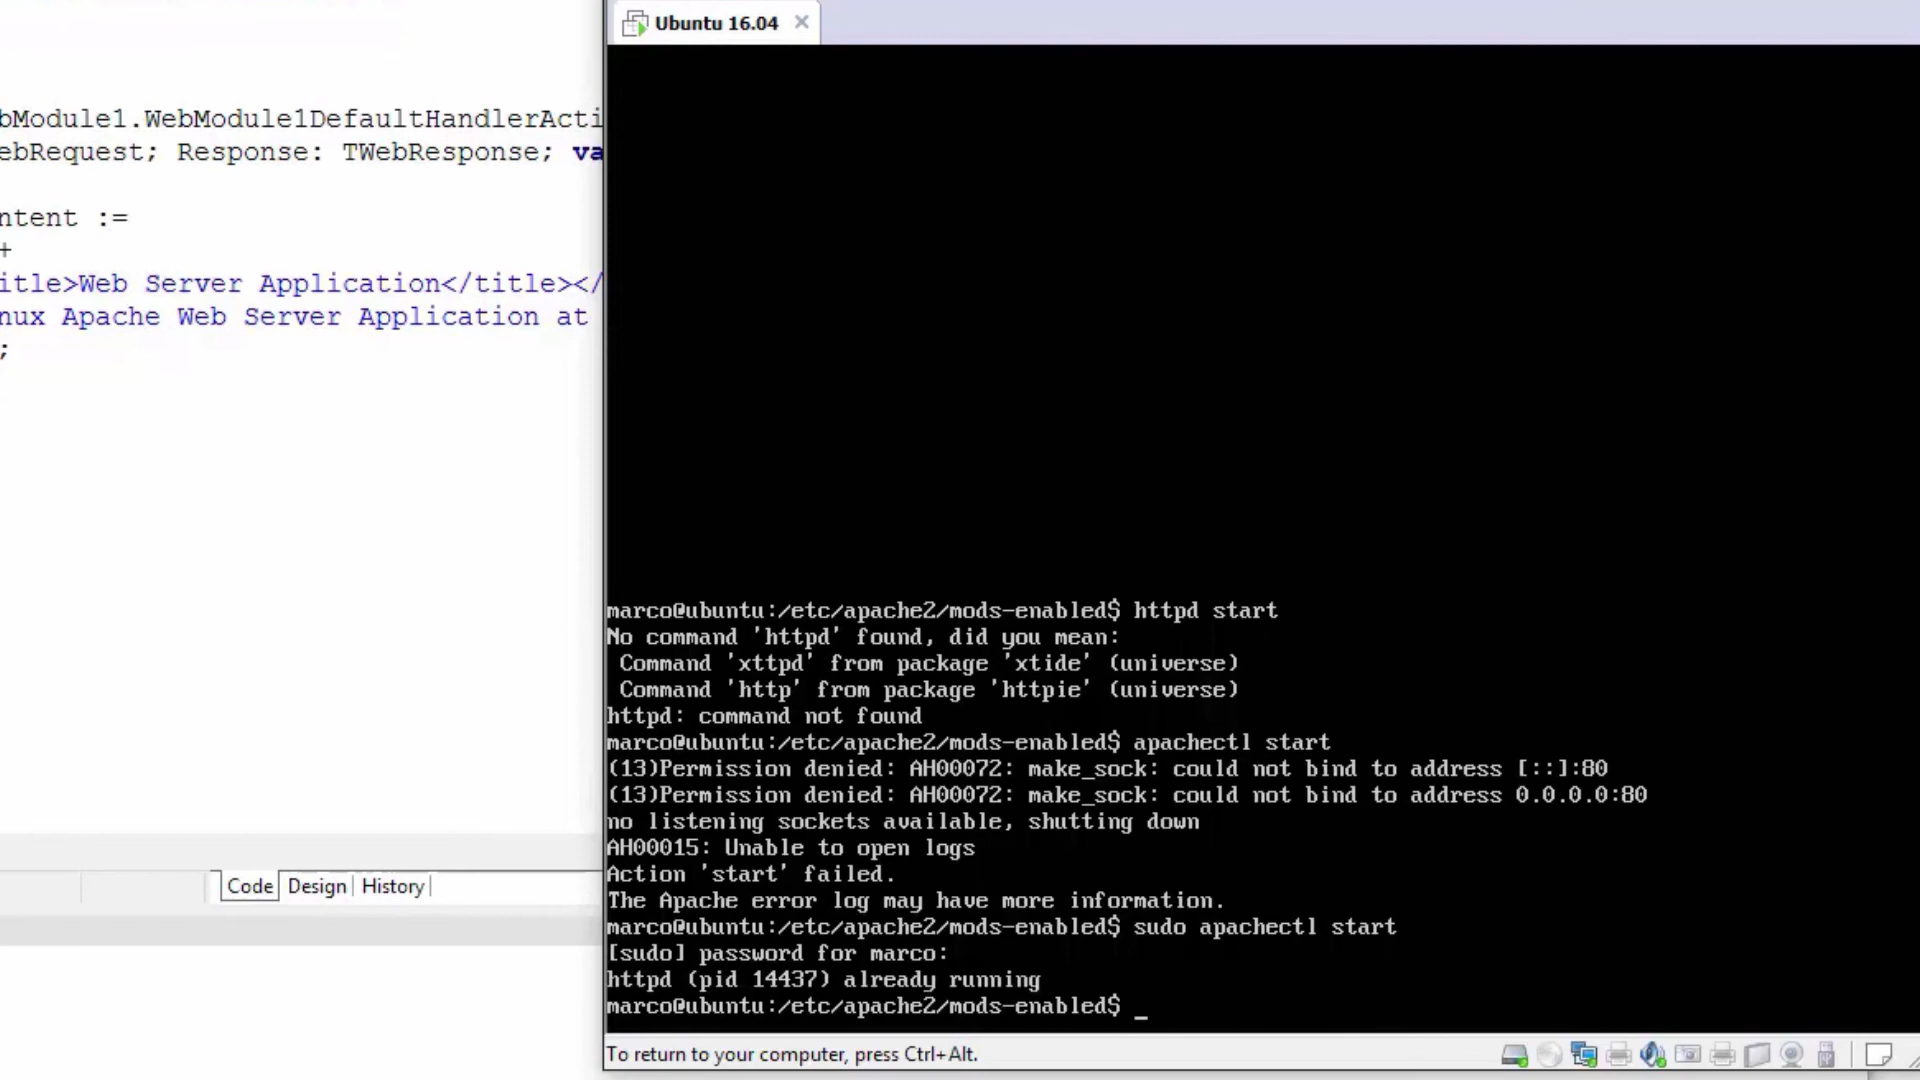 Ubuntu 16.04
bModule1.WebModule1DefaultHandlerActi
ebRequest; Response: TWebResponse; va
ntent :=
+
itle>Web Server Application</title></
nux Apache Web Server Application at
;
Code Design History
marco@ubuntu:/etc/apache2/mods-enabled$ httpd start
No command 'httpd' found, did you mean:
 Command 'xttpd' from package 'xtide' (universe)
 Command 'http' from package 'httpie' (universe)
httpd: command not found
marco@ubuntu:/etc/apache2/mods-enabled$ apachectl start
(13)Permission denied: AH00072: make_sock: could not bind to address [::]:80
(13)Permission denied: AH00072: make_sock: could not bind to address 0.0.0.0:80
no listening sockets available, shutting down
AH00015: Unable to open logs
Action 'start' failed.
The Apache error log may have more information.
marco@ubuntu:/etc/apache2/mods-enabled$ sudo apachectl start
[sudo] password for marco:
httpd (pid 14437) already running
marco@ubuntu:/etc/apache2/mods-enabled$ _
To return to your computer, press Ctrl+Alt.